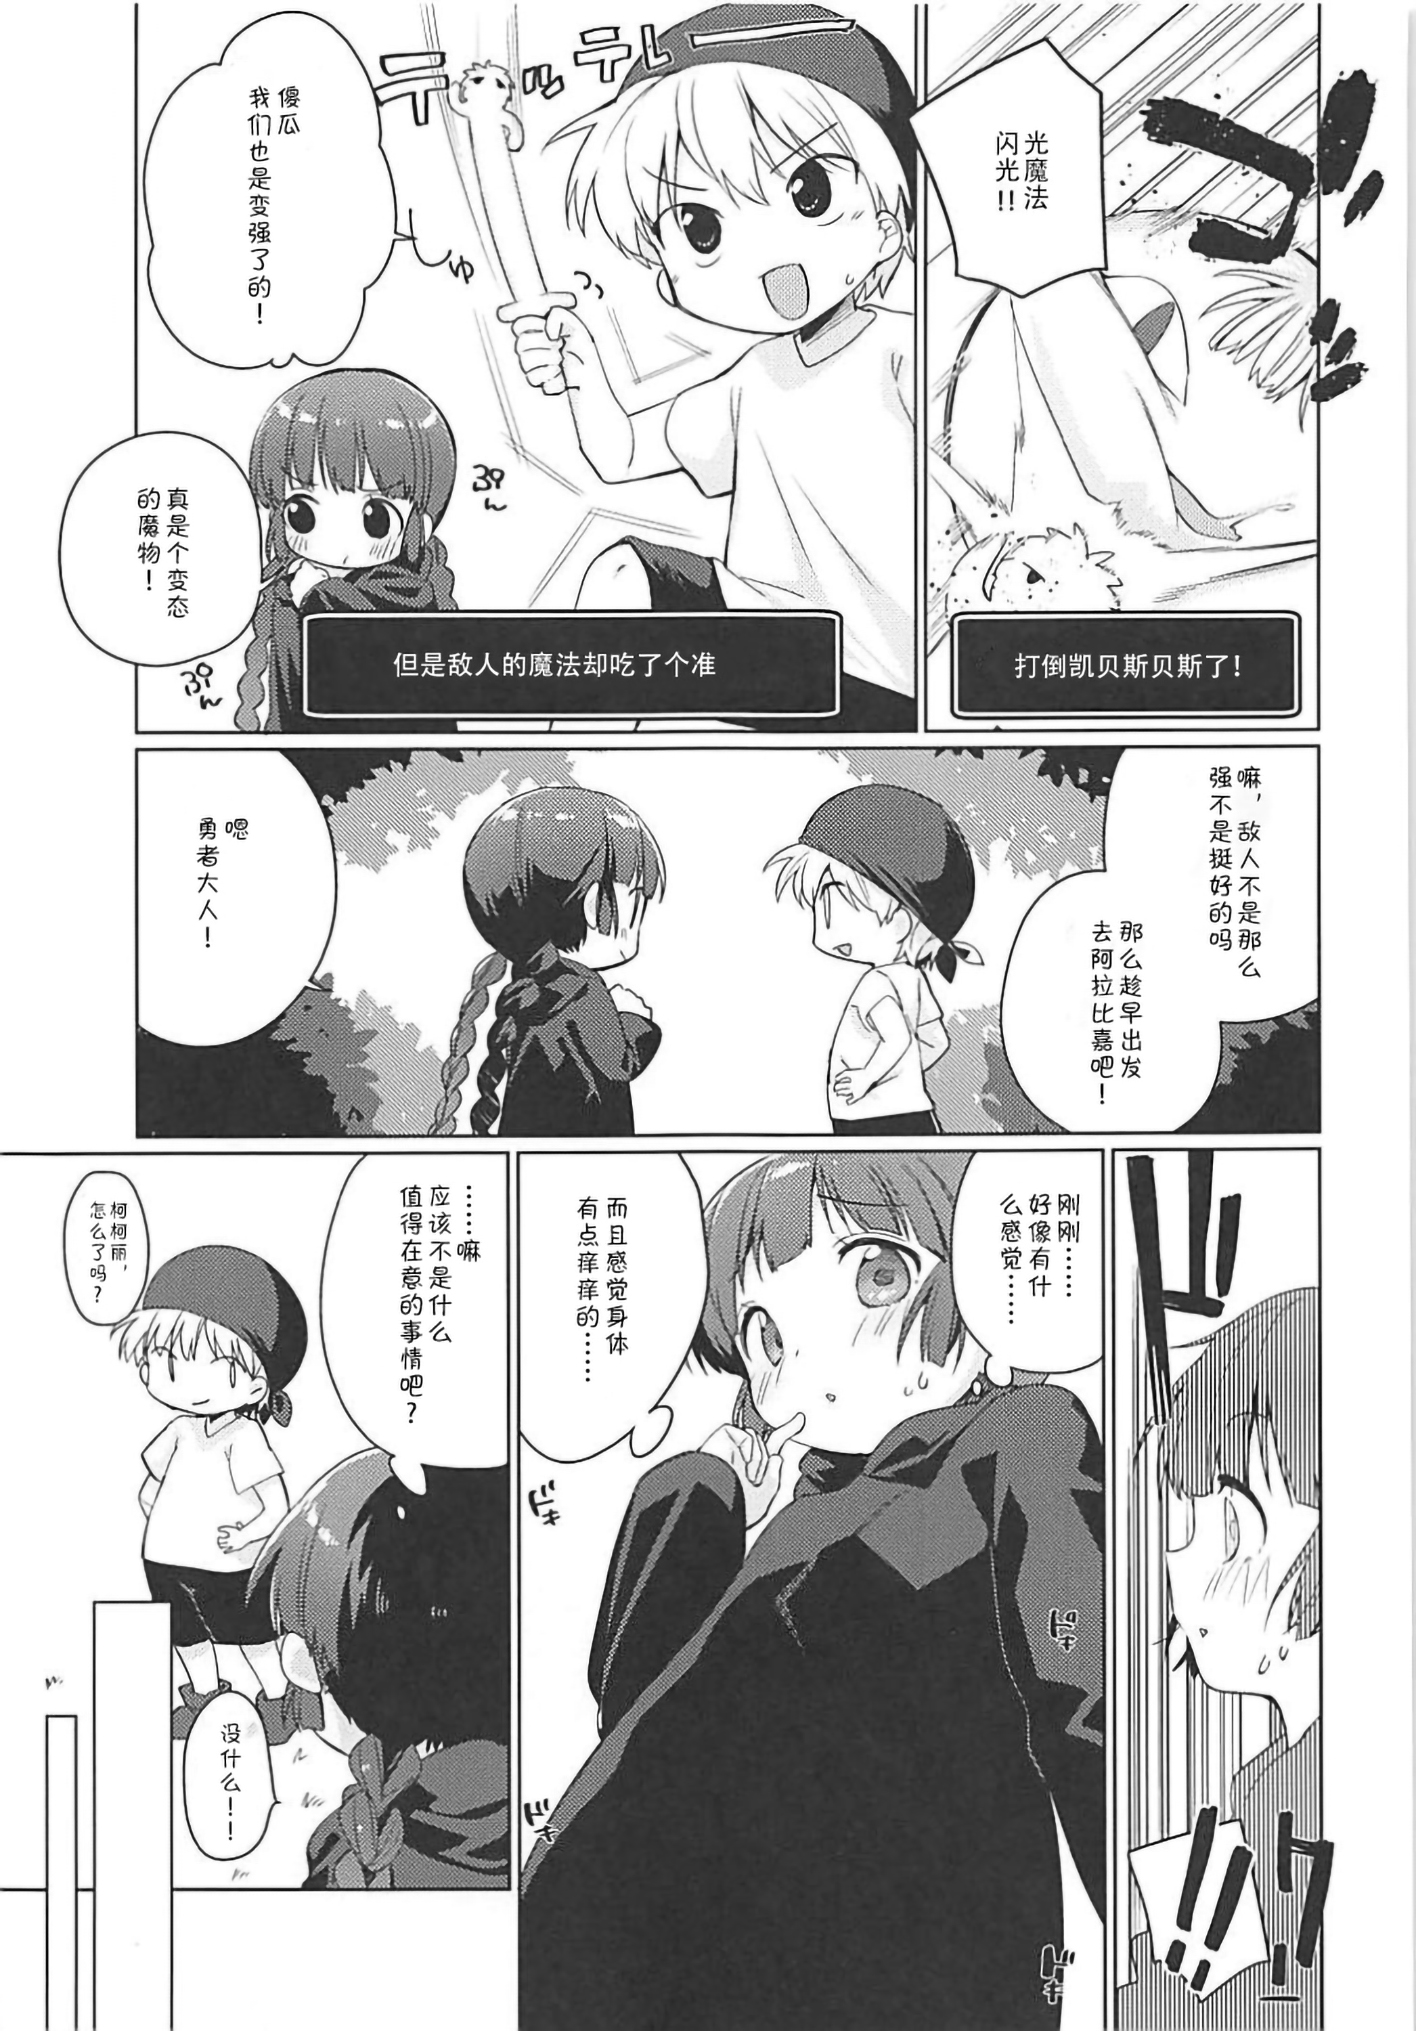 光魔法
闪光!!
ゴッ
打倒凯贝斯贝斯了!
テッテレー
傻瓜
我们也是变强了的!
しゅ
真是个变态
的魔物!
但是敌人的魔法却吃了个准
嘛,敌人不是那么
强不是挺好的吗
那么趁早出发
去阿拉比嘉吧!
嗯
勇者大人!
刚刚……
好像有什
么感觉……
而且感觉身体
有点痒痒的……
ドキ
ドキ
ドキ
ドキ
……嘛
应该不是什么
值得在意的事情吧?
柯柯丽,
怎么了吗?
没什么!!